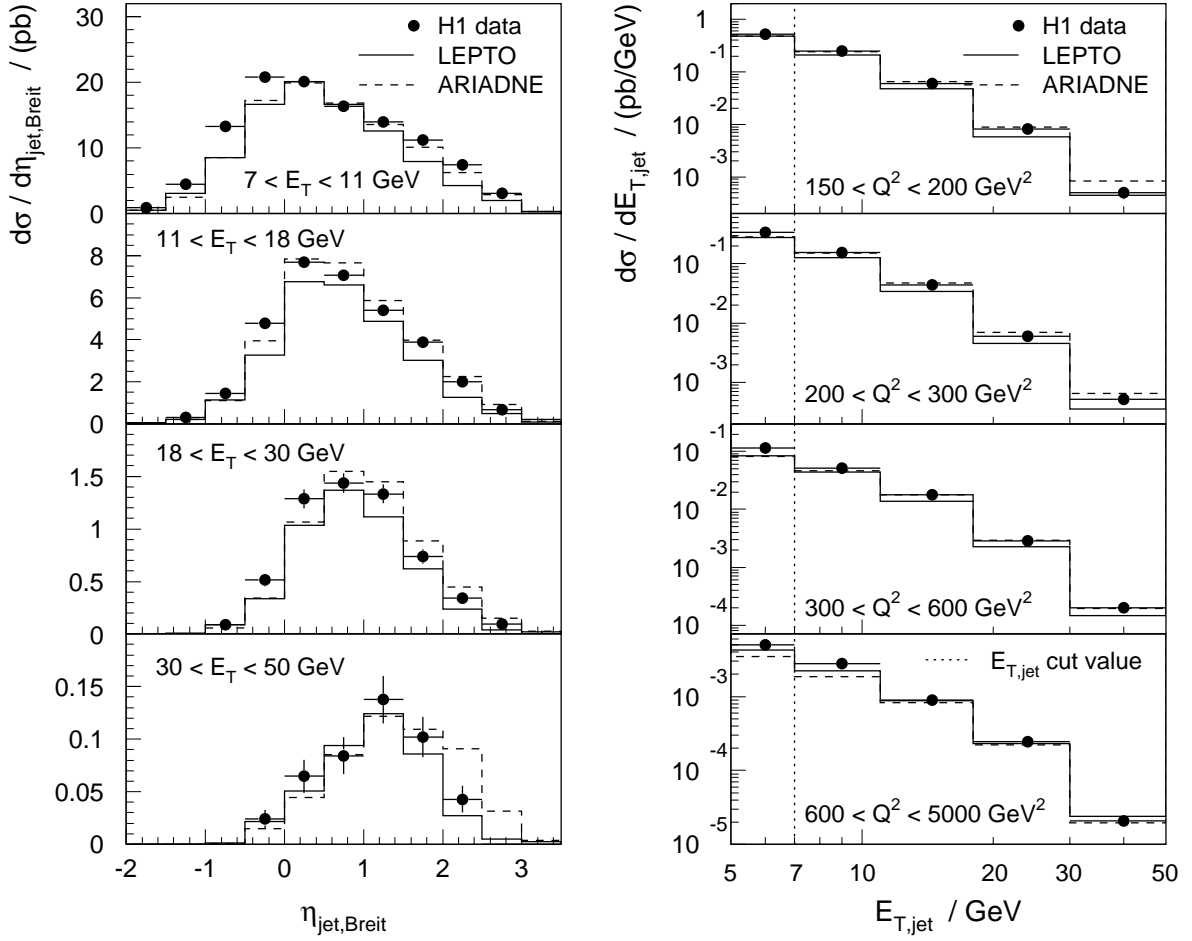 dσ / dη_jet,Breit / (pb)
30
20
10
0
H1 data
LEPTO
ARIADNE
7 < E_T < 11 GeV
8
6
4
2
0
11 < E_T < 18 GeV
1.5
1
0.5
0
18 < E_T < 30 GeV
0.15
0.1
0.05
0
30 < E_T < 50 GeV
-2 -1 0 1 2 3
η_jet,Breit
dσ / dE_T,jet / (pb/GeV)
1
10^-1
10^-2
10^-3
H1 data
LEPTO
ARIADNE
150 < Q^2 < 200 GeV^2
10^-1
10^-2
10^-3
200 < Q^2 < 300 GeV^2
10^-1
10^-2
10^-3
10^-4
300 < Q^2 < 600 GeV^2
10^-3
10^-4
10^-5
E_T,jet cut value
600 < Q^2 < 5000 GeV^2
5 7 10 20 30 50
E_T,jet / GeV